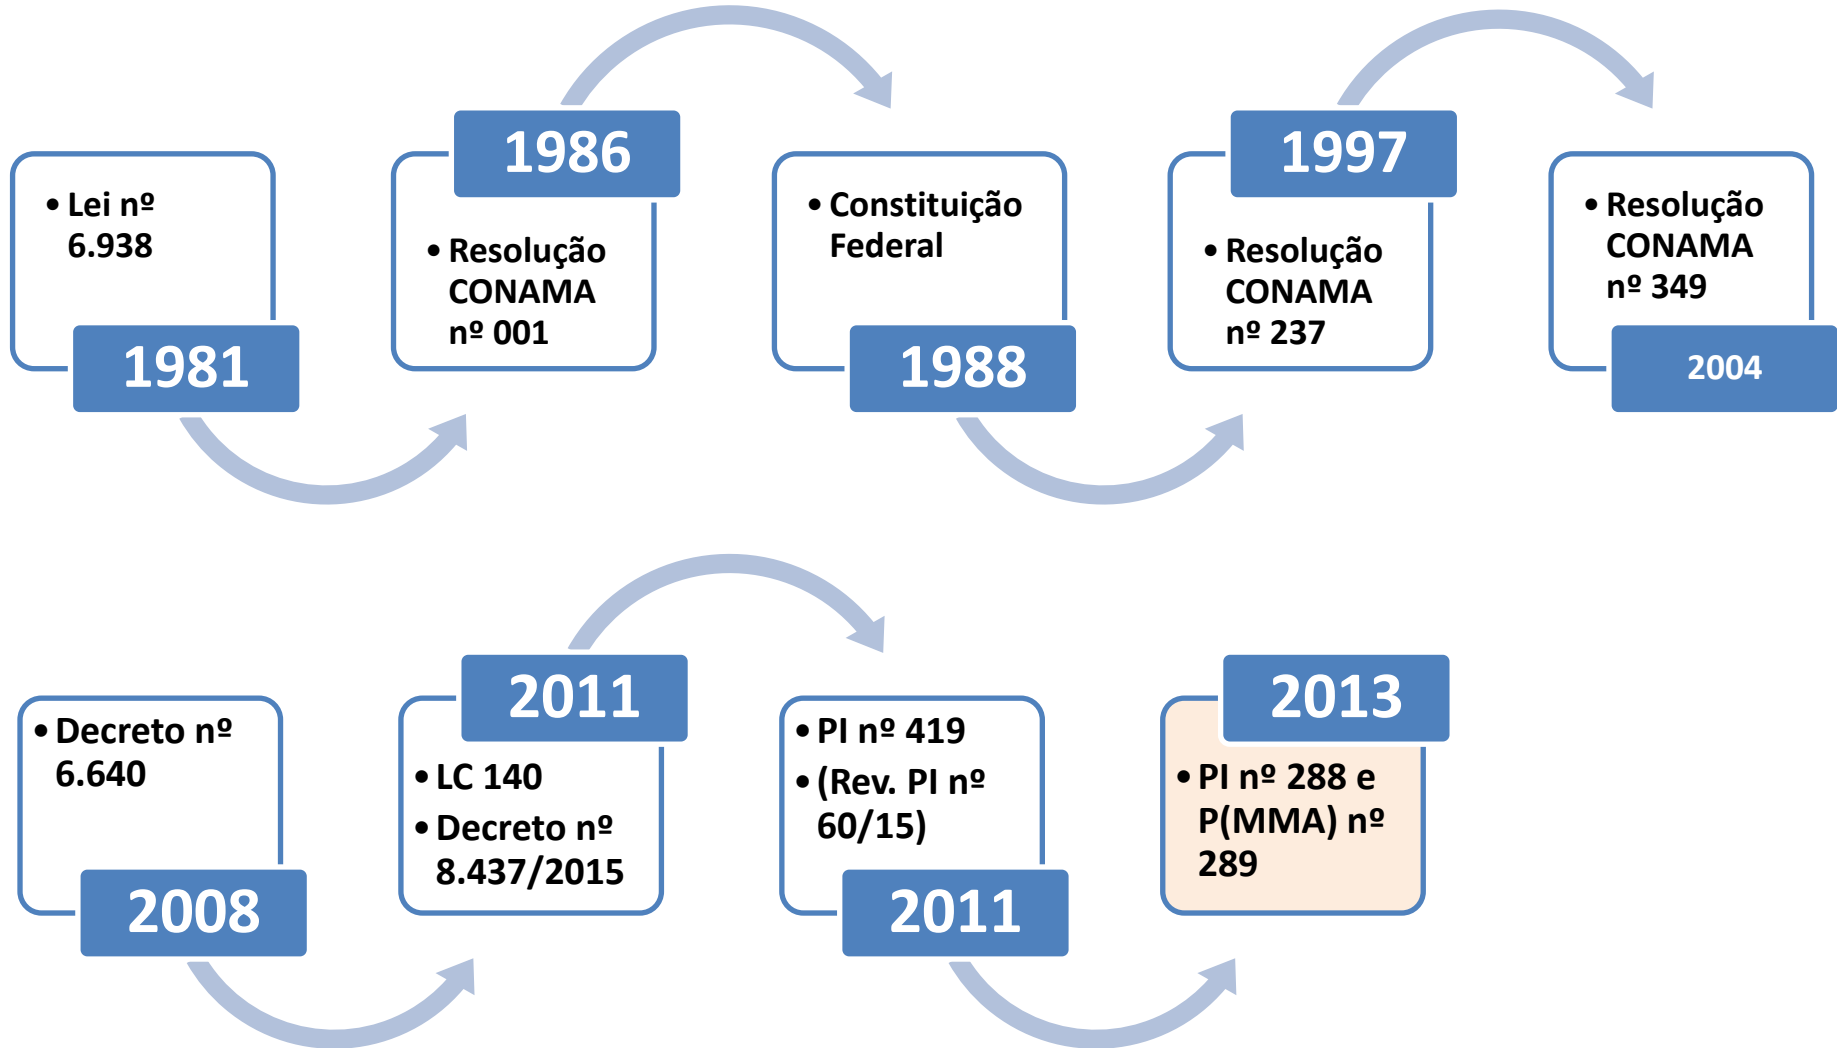 • Lei nº
6.938
1981
1986
• Resolução
CONAMA
nº 001
• Constituição
Federal
1988
1997
• Resolução
CONAMA
nº 237
• Resolução
CONAMA
nº 349
2004
• Decreto nº
6.640
2008
2011
• LC 140
• Decreto nº
8.437/2015
• PI nº 419
• (Rev. PI nº
60/15)
2011
2013
• PI nº 288 e
P(MMA) nº
289